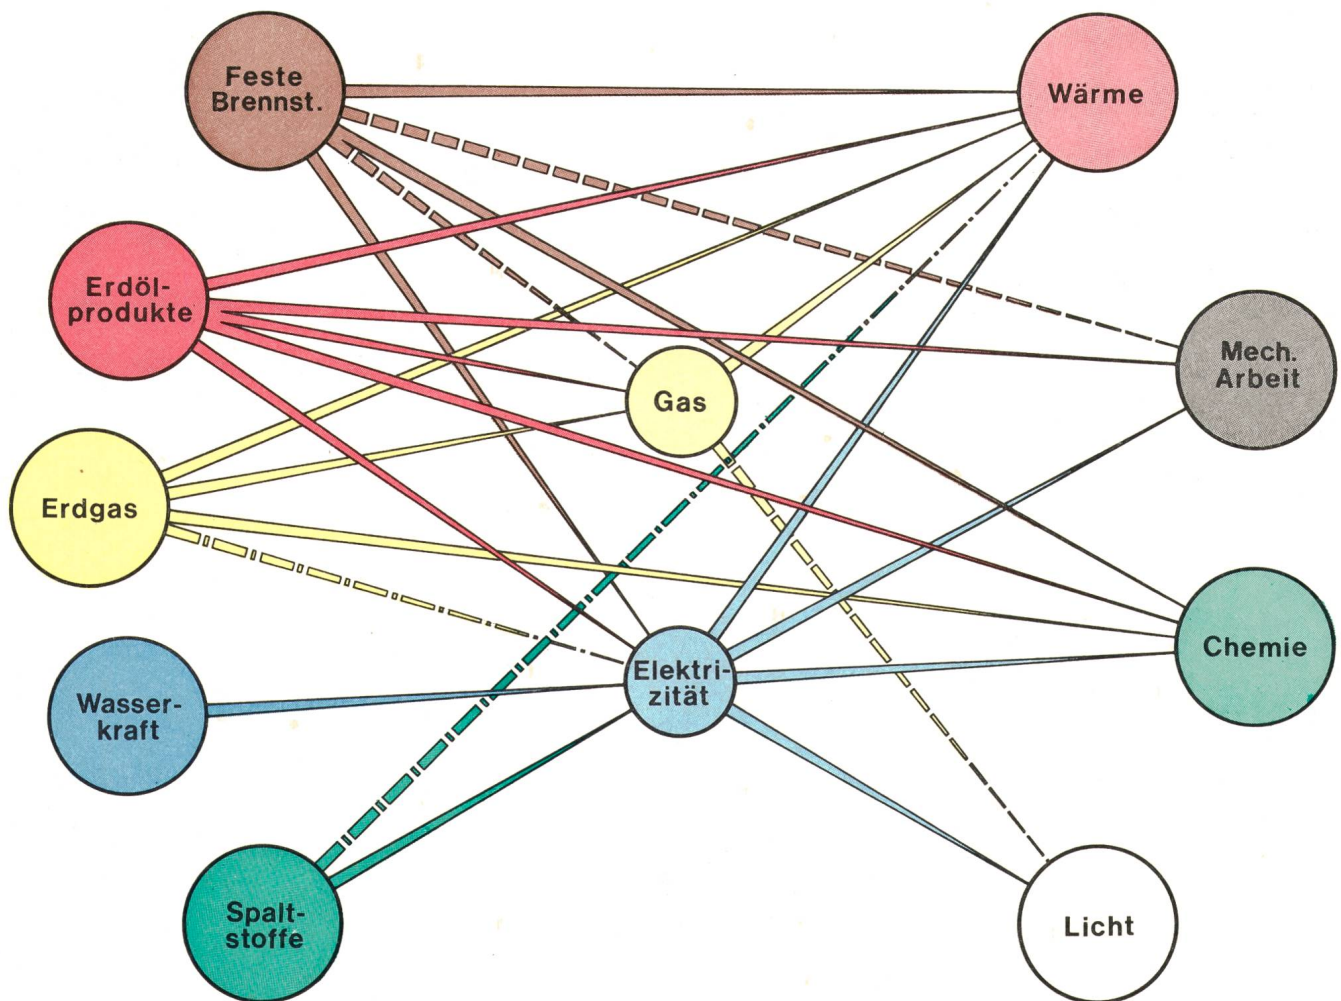 Feste
Brennst.
Wärme
Erdöl-
produkte
Mech.
Arbeit
Gas
Erdgas
Elektri-
zität
Chemie
Wasser-
kraft
Spalt-
stoffe
Licht